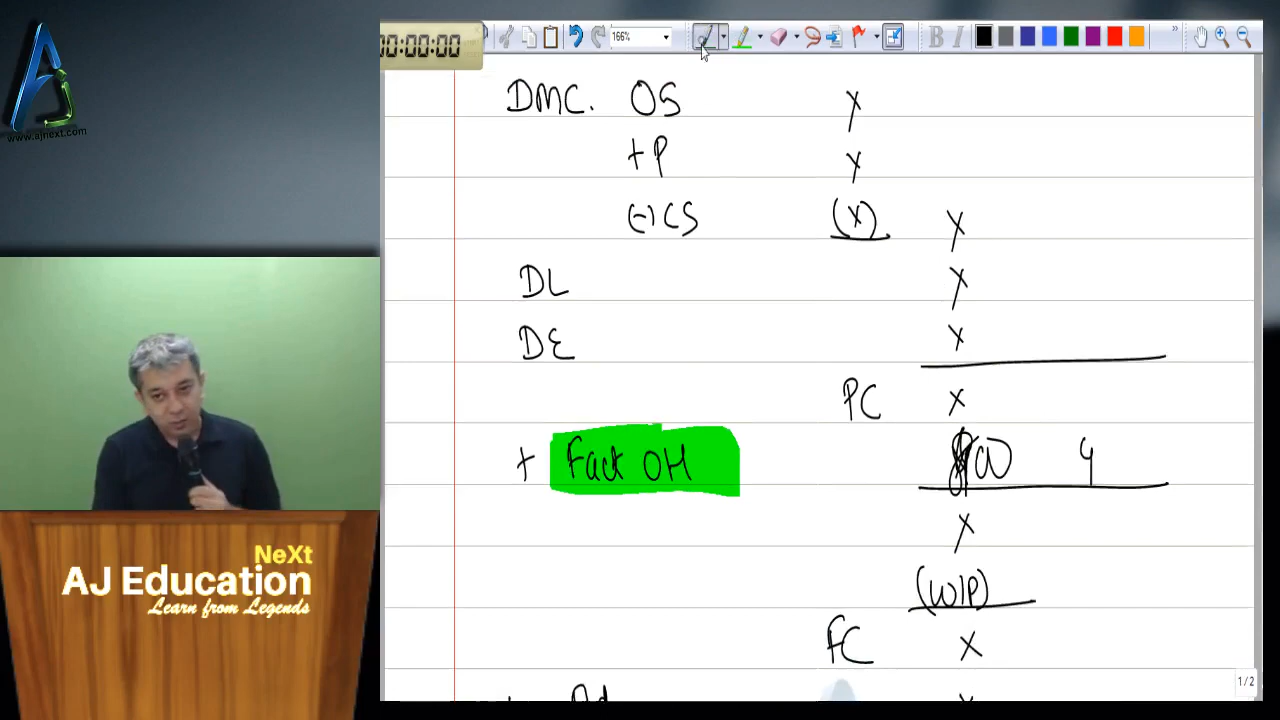 00:00:00
166%
B I
www.ajnext.com
DMC. OS x
+P x
(-) CS (x) x
DL x
DE x
PC x
+ Fact OH
x
(WIP)
FC x
1/2
NeXt
AJ Education
Learn from Legends